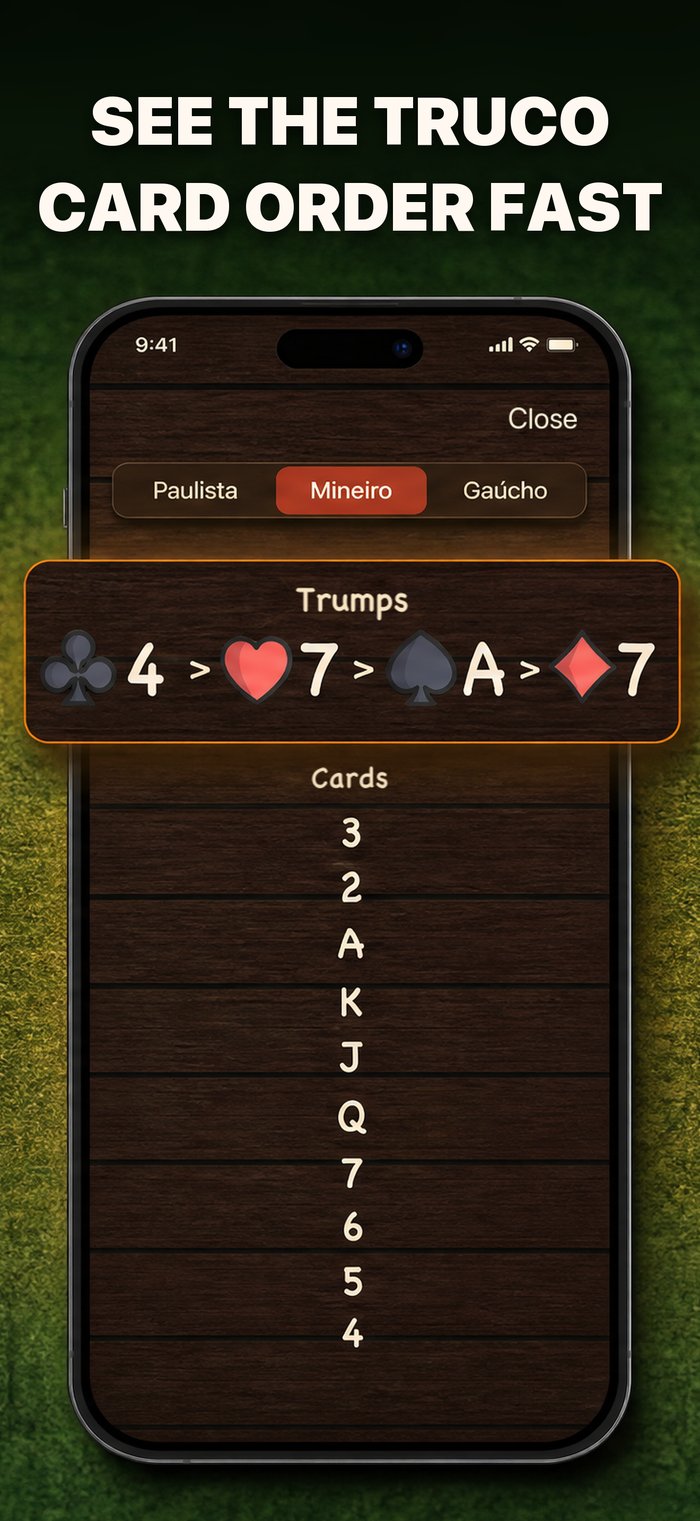 SEE THE TRUCO
CARD ORDER FAST
9:41
Close
Paulista Mineiro Gaúcho
Trumps
4 > 7 > A > 7
Cards
3
2
A
K
J
Q
7
6
5
4